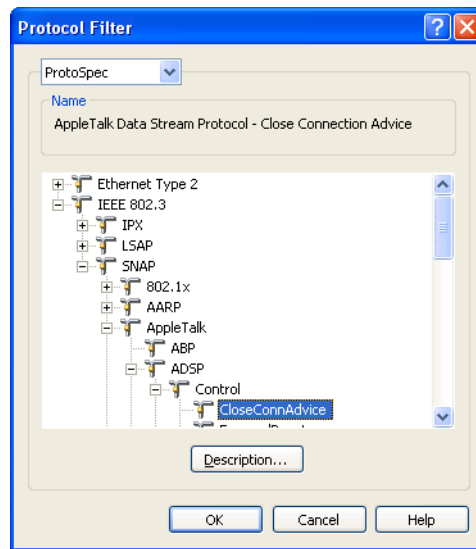 Protocol Filter
ProtoSpec
Name
AppleTalk Data Stream Protocol - Close Connection Advice
Ethernet Type 2
IEEE 802.3
IPX
LSAP
SNAP
802.1x
AARP
AppleTalk
ABP
ADSP
Control
CloseConnAdvice
Description...
OK Cancel Help